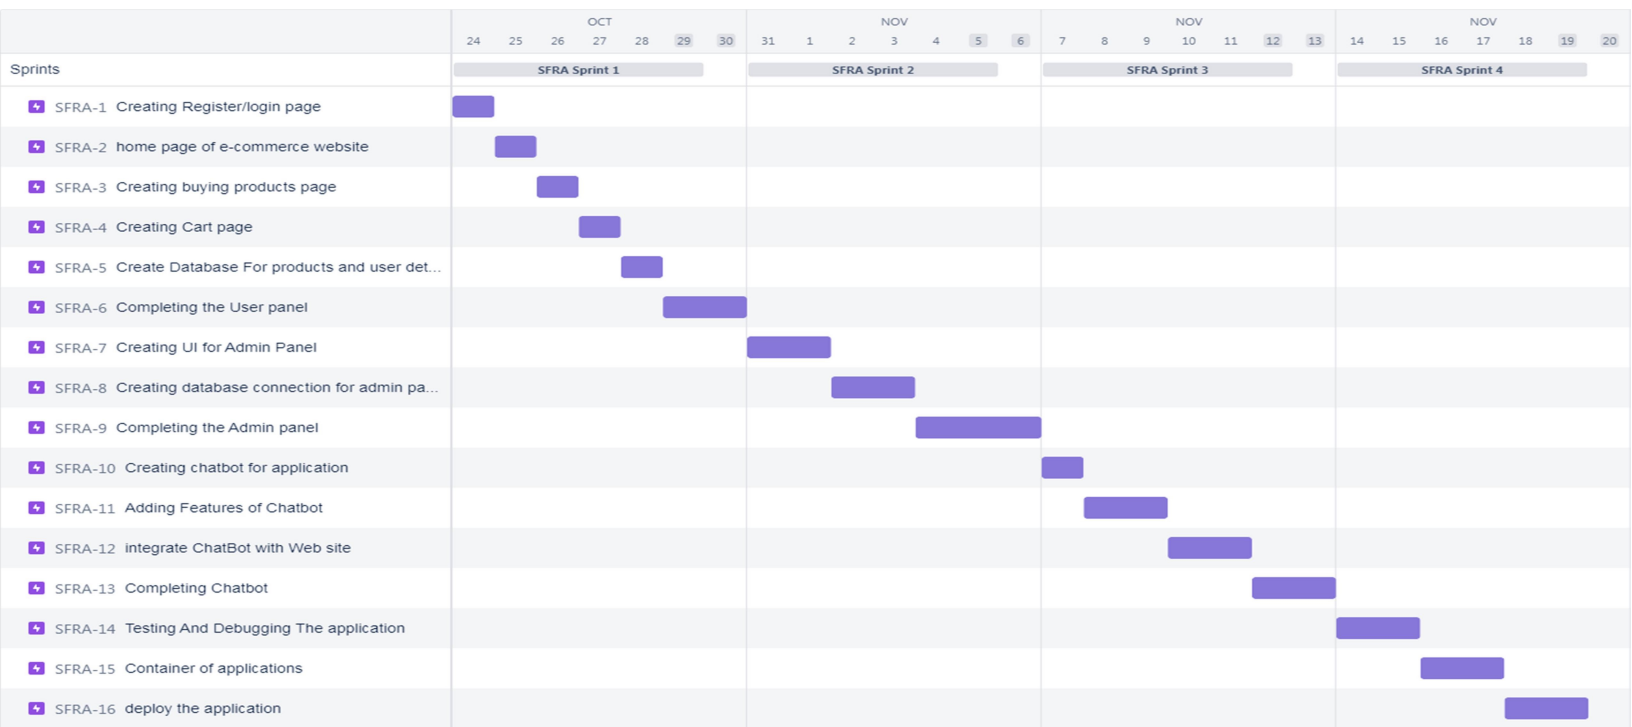 OCT NOV NOV NOV
24 25 26 27 28 29 30 31 1 2 3 4 5 6 7 8 9 10 11 12 13 14 15 16 17 18 19 20
Sprints SFRA Sprint 1 SFRA Sprint 2 SFRA Sprint 3 SFRA Sprint 4
SFRA-1 Creating Register/login page
SFRA-2 home page of e-commerce website
SFRA-3 Creating buying products page
SFRA-4 Creating Cart page
SFRA-5 Create Database For products and user det...
SFRA-6 Completing the User panel
SFRA-7 Creating UI for Admin Panel
SFRA-8 Creating database connection for admin pa...
SFRA-9 Completing the Admin panel
SFRA-10 Creating chatbot for application
SFRA-11 Adding Features of Chatbot
SFRA-12 integrate ChatBot with Web site
SFRA-13 Completing Chatbot
SFRA-14 Testing And Debugging The application
SFRA-15 Container of applications
SFRA-16 deploy the application